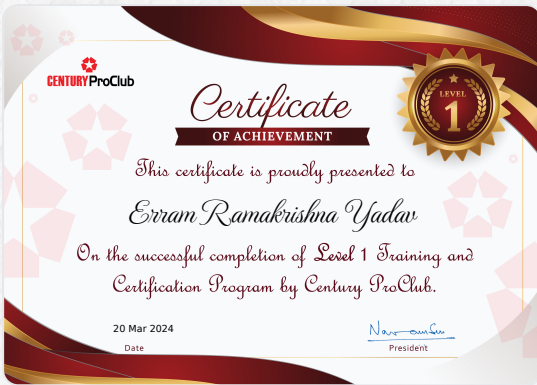 CENTURY ProClub
LEVEL
1
Certificate
OF ACHIEVEMENT
This certificate is proudly presented to
Erram Ramakrishna Yadav
On the successful completion of Level 1 Training and
Certification Program by Century ProClub.
20 Mar 2024
Date
President